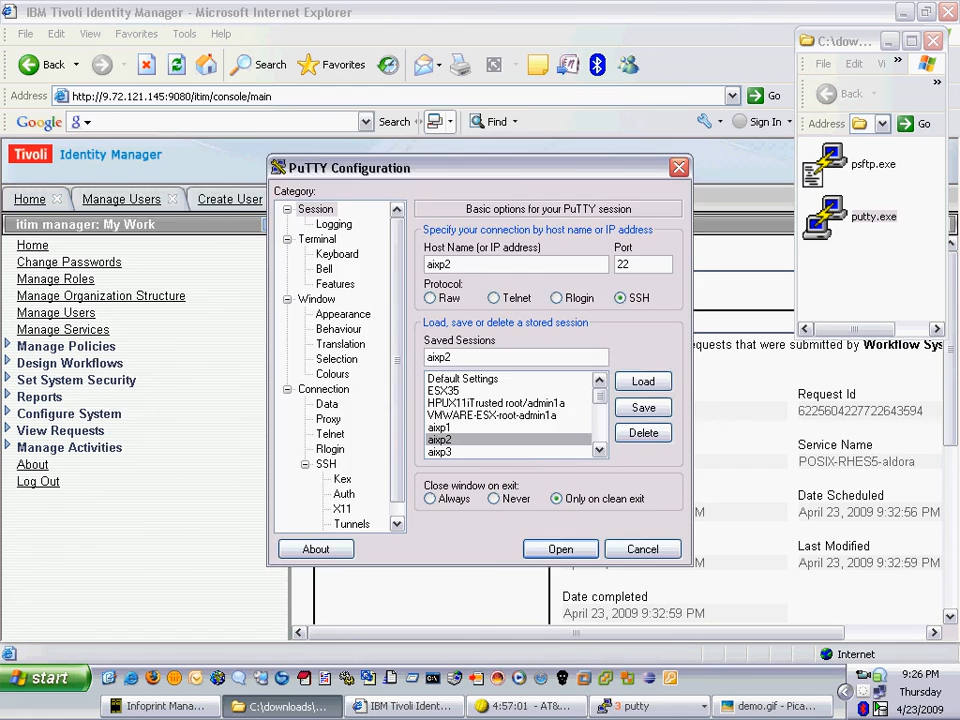 IBM Tivoli Identity Manager - Microsoft Internet Explorer
File Edit View Favorites Tools Help
Back Search Favorites
Address http://9.72.121.145:9080/itim/console/main Go
Google Search Find Sign In
Tivoli Identity Manager
Home Manage Users Create User
itim manager: My Work
Home
Change Passwords
Manage Roles
Manage Organization Structure
Manage Users
Manage Services
Manage Policies
Design Workflows
Set System Security
Reports
Configure System
View Requests
Manage Activities
About
Log Out
PuTTY Configuration
Category:
Session
Logging
Terminal
Keyboard
Bell
Features
Window
Appearance
Behaviour
Translation
Selection
Colours
Connection
Data
Proxy
Telnet
Rlogin
SSH
Kex
Auth
X11
Tunnels
Basic options for your PuTTY session
Specify your connection by host name or IP address
Host Name (or IP address) Port
aixp2 22
Protocol:
Raw Telnet Rlogin SSH
Load, save or delete a stored session
Saved Sessions
aixp2
Default Settings
ESX35
HPUX11iTrusted root/admin1a
VMWARE-ESX-root-admin1a
aixp1
aixp2
aixp3
Load
Save
Delete
Close window on exit:
Always Never Only on clean exit
About Open Cancel
C:\dow...
File Edit Vi »
Back »
Address Go
psftp.exe
putty.exe
equests that were submitted by Workflow Sys
Request Id
6225604227722643594
Service Name
POSIX-RHES5-aldora
Date Scheduled
M April 23, 2009 9:32:56 PM
Last Modified
M April 23, 2009 9:32:59 PM
Date completed
April 23, 2009 9:32:59 PM
Internet
start
9:26 PM
Thursday
4/23/2009
Infoprint Mana... C:\downloads\... IBM Tivoli Ident... 4:57:01 - AT&... 3 putty demo.gif - Pica...